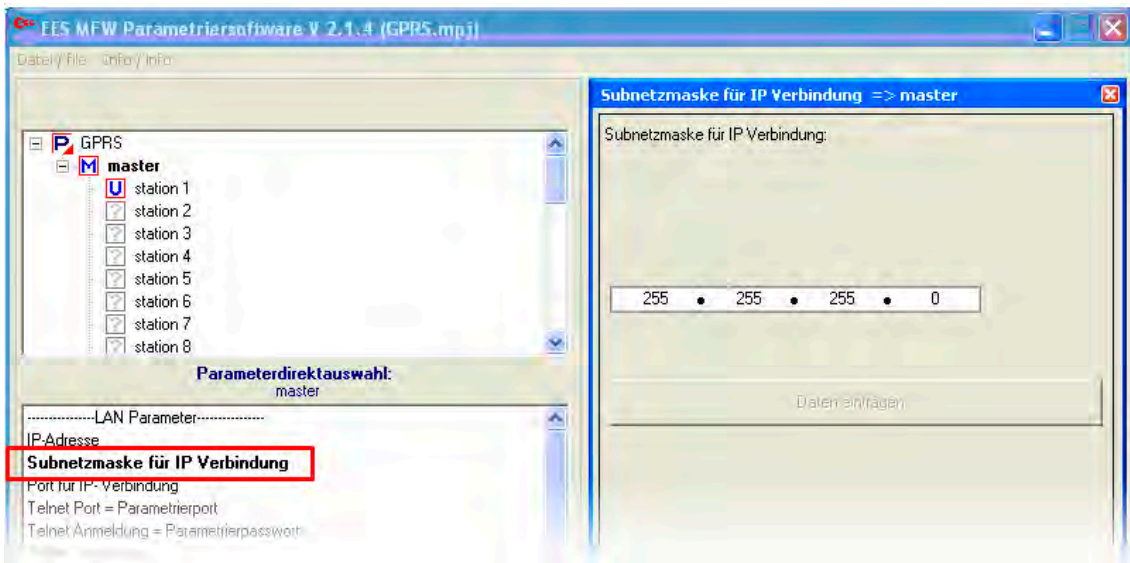 EES MFW Parametriersoftware V 2.1.4 (GPRS.mpj)
Datei / file Info / info
GPRS
master
station 1
station 2
station 3
station 4
station 5
station 6
station 7
station 8
Parameterdirektauswahl:
master
---------------LAN Parameter---------------
IP-Adresse
Subnetzmaske für IP Verbindung
Port für IP- Verbindung
Telnet Port = Parametrierport
Telnet Anmeldung = Parametrierpasswort
Subnetzmaske für IP Verbindung => master
Subnetzmaske für IP Verbindung:
255 • 255 • 255 • 0
Daten eintragen